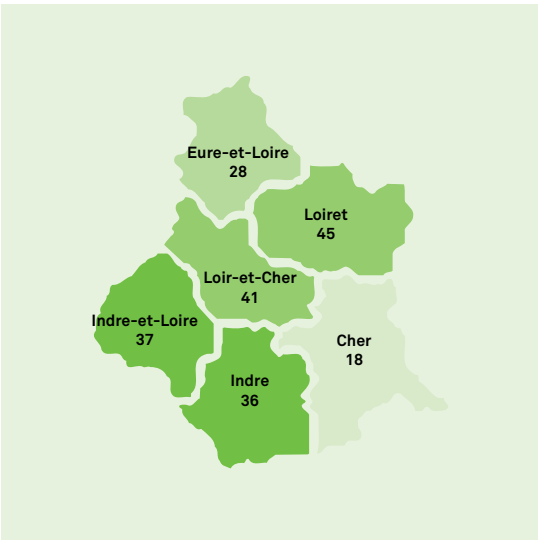 Eure-et-Loire
28
Loiret
45
Loir-et-Cher
41
Indre-et-Loire
37
Cher
18
Indre
36